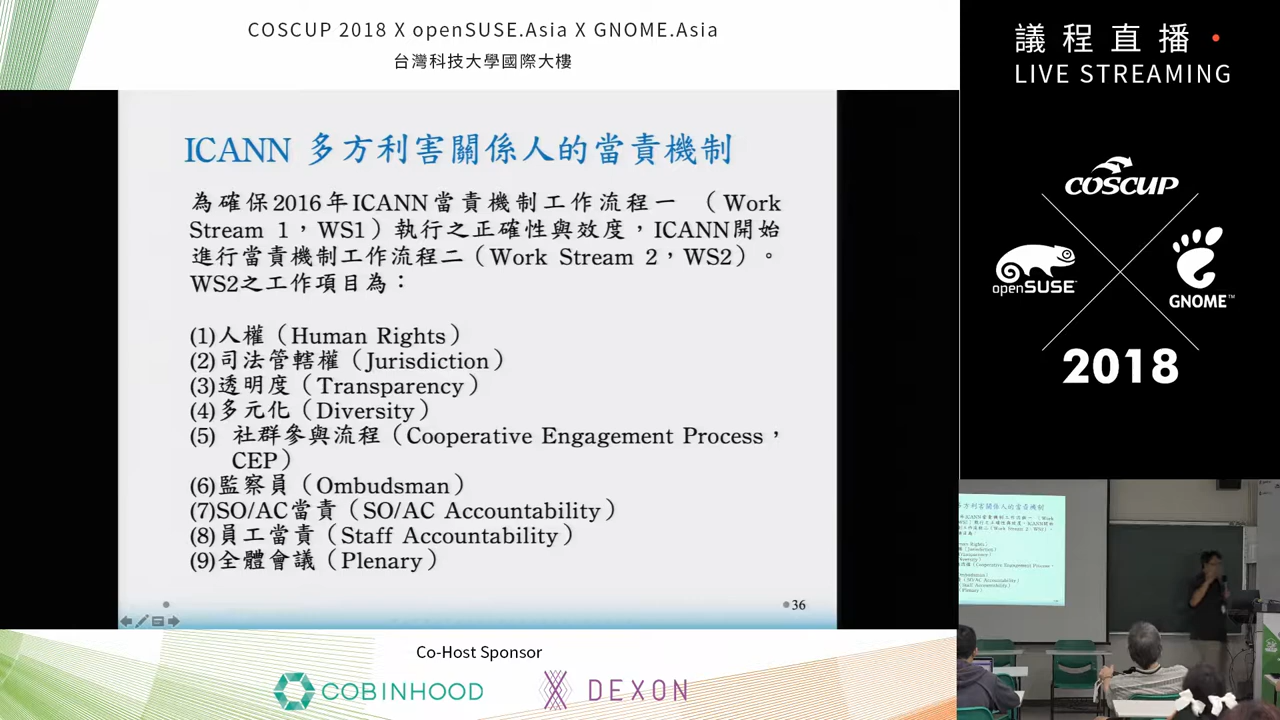 COSCUP 2018 X openSUSE.Asia X GNOME.Asia
台灣科技大學國際大樓
議程直播
LIVE STREAMING
ICANN 多方利害關係人的當責機制
為確保2016年ICANN當責機制工作流程一 （Work
Stream 1，WS1）執行之正確性與效度，ICANN開始
進行當責機制工作流程二（Work Stream 2，WS2）。
WS2之工作項目為：
(1)人權（Human Rights）
(2)司法管轄權（Jurisdiction）
(3)透明度（Transparency）
(4)多元化（Diversity）
(5) 社群參與流程（Cooperative Engagement Process，
CEP）
(6)監察員（Ombudsman）
(7)SO/AC當責（SO/AC Accountability）
(8)員工當責（Staff Accountability）
(9)全體會議（Plenary）
36
COSCUP
openSUSE
GNOME™
2018
Co-Host Sponsor
COBINHOOD
DEXON